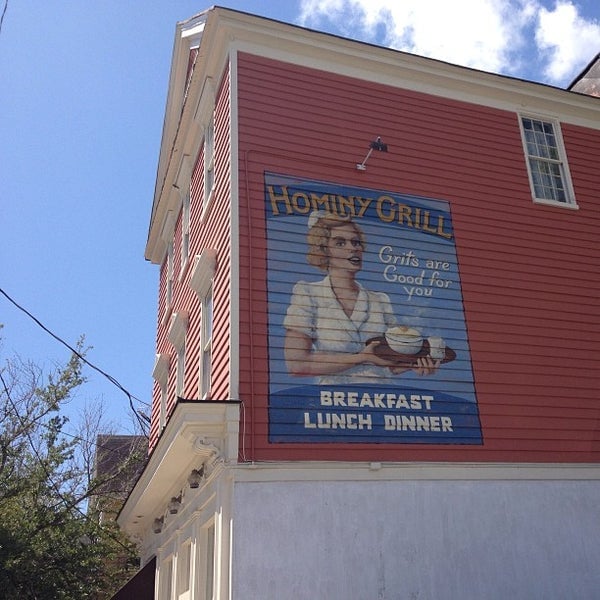 HOMINY GRILL
Grits are
Good for
you
BREAKFAST
LUNCH DINNER